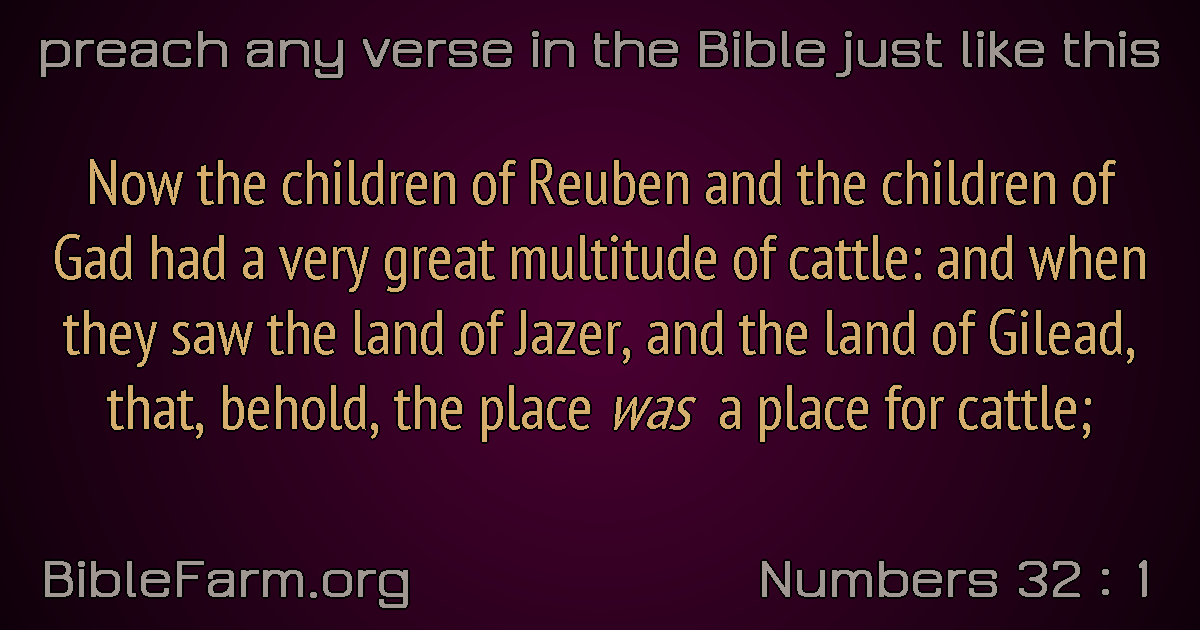 preach any verse in the Bible just like this
Now the children of Reuben and the children of
Gad had a very great multitude of cattle: and when
they saw the land of Jazer, and the land of Gilead,
that, behold, the place was a place for cattle;
BibleFarm.org
Numbers 32 : 1